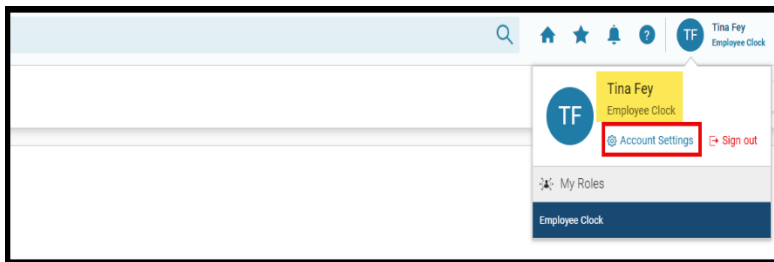 TF
Tina Fey
Employee Clock
TF
Tina Fey
Employee Clock
Account Settings
Sign out
My Roles
Employee Clock